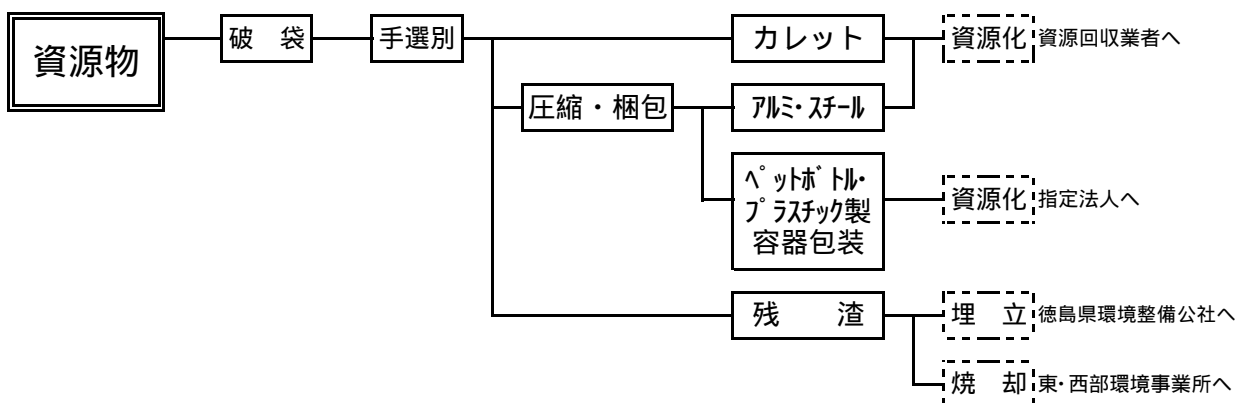 資源物
破　袋
手選別
カレット
資源化 資源回収業者へ
圧縮・梱包
ｱﾙﾐ･ｽﾁｰﾙ
ﾍﾟｯﾄﾎﾞﾄﾙ･
ﾌﾟﾗｽﾁｯｸ製
容器包装
資源化 指定法人へ
残　　渣
埋　立 徳島県環境整備公社へ
焼　却 東･西部環境事業所へ